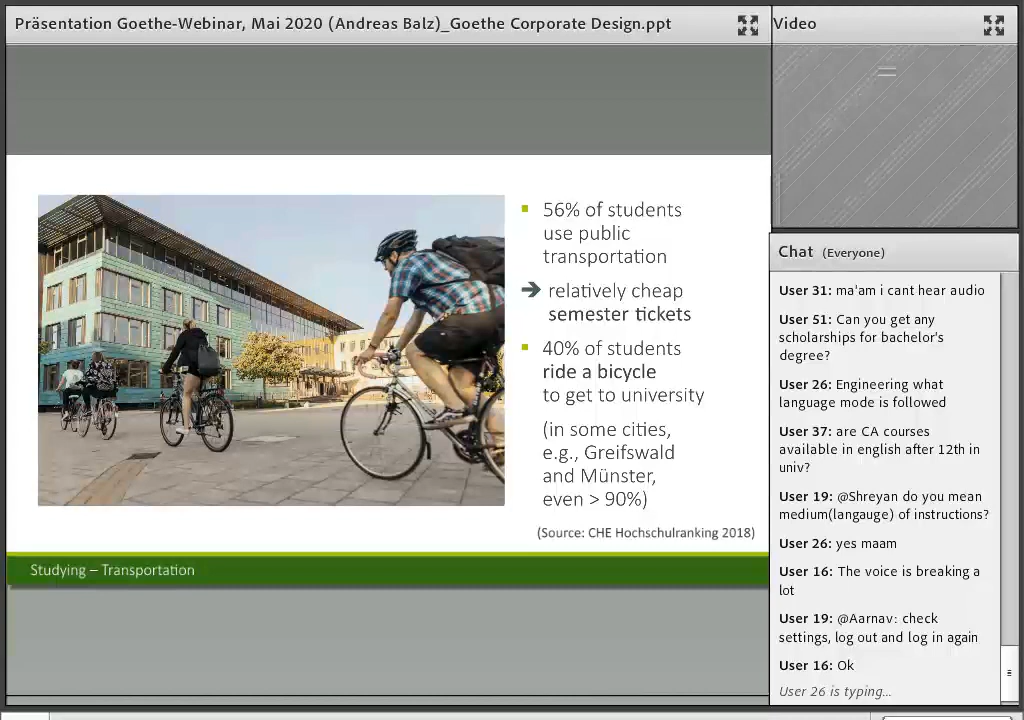 Präsentation Goethe-Webinar, Mai 2020 (Andreas Balz)_Goethe Corporate Design.ppt
Video
▪ 56% of students
use public
transportation
➔ relatively cheap
semester tickets
▪ 40% of students
ride a bicycle
to get to university
(in some cities,
e.g., Greifswald
and Münster,
even > 90%)
(Source: CHE Hochschulranking 2018)
Studying – Transportation
Chat (Everyone)
User 31: ma'am i cant hear audio
User 51: Can you get any
scholarships for bachelor's
degree?
User 26: Engineering what
language mode is followed
User 37: are CA courses
available in english after 12th in
univ?
User 19: @Shreyan do you mean
medium(langauge) of instructions?
User 26: yes maam
User 16: The voice is breaking a
lot
User 19: @Aarnav: check
settings, log out and log in again
User 16: Ok
User 26 is typing...